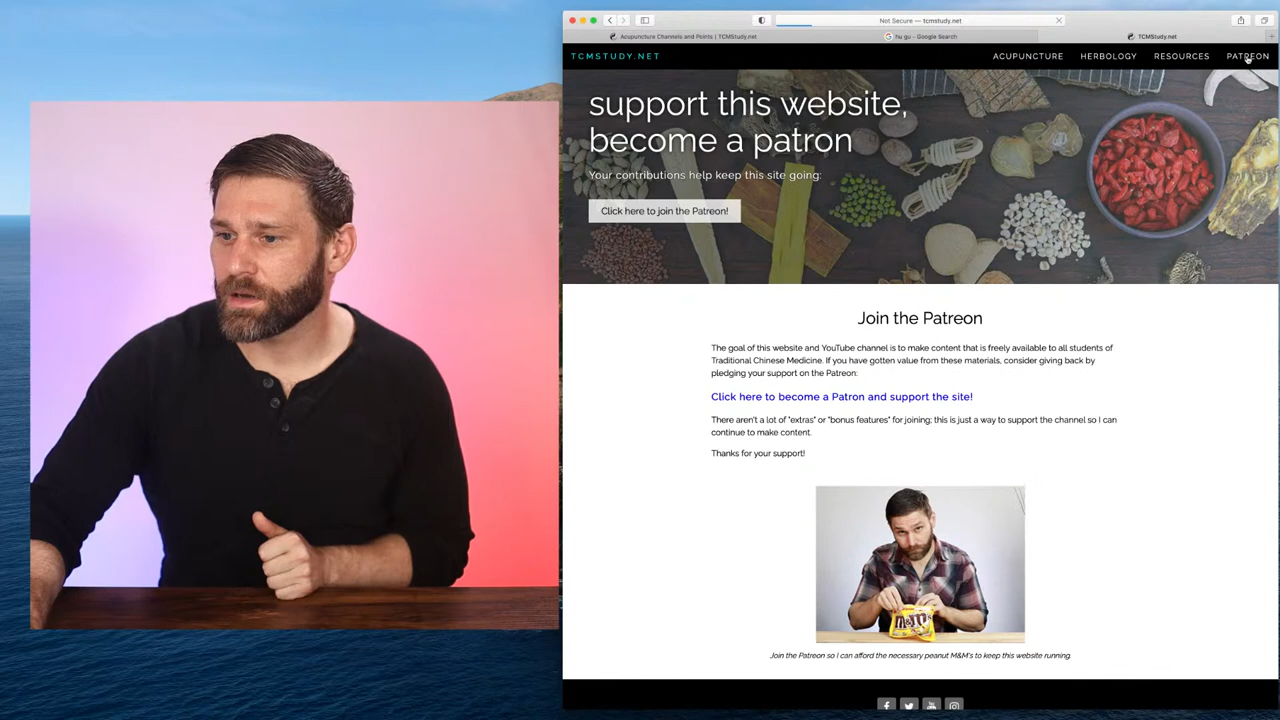 Not Secure — tcmstudy.net
Acupuncture Channels and Points | TCMStudy.net
hu gu - Google Search
TCMStudy.net
TCMSTUDY.NET
ACUPUNCTURE
HERBOLOGY
RESOURCES
PATREON
support this website,
become a patron
Your contributions help keep this site going:
Click here to join the Patreon!
Join the Patreon
The goal of this website and YouTube channel is to make content that is freely available to all students of
Traditional Chinese Medicine. If you have gotten value from these materials, consider giving back by
pledging your support on the Patreon:
Click here to become a Patron and support the site!
There aren't a lot of "extras" or "bonus features" for joining; this is just a way to support the channel so I can
continue to make content.
Thanks for your support!
M&M's
Join the Patreon so I can afford the necessary peanut M&M's to keep this website running.